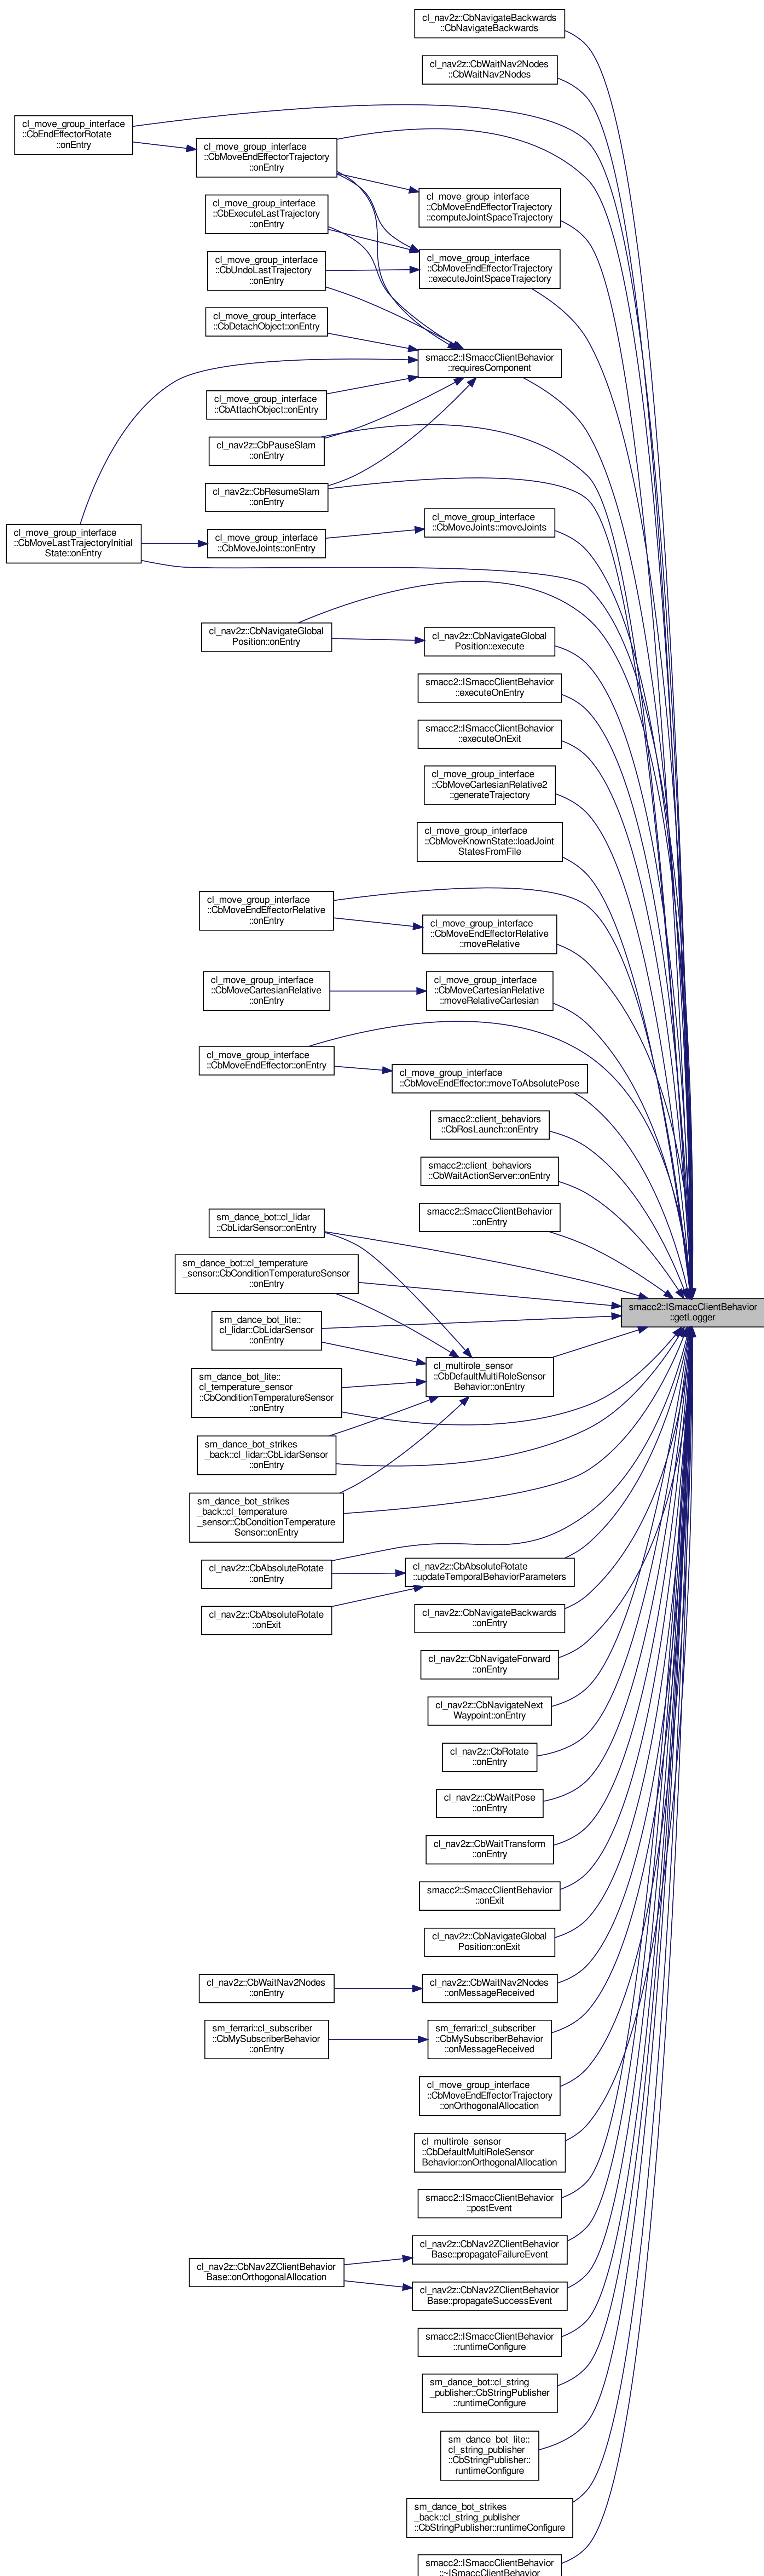 cl_nav2z::CbNavigateBackwards
::CbNavigateBackwards
cl_nav2z::CbWaitNav2Nodes
::CbWaitNav2Nodes
cl_move_group_interface
::CbEndEffectorRotate
::onEntry
cl_move_group_interface
::CbMoveEndEffectorTrajectory
::onEntry
cl_move_group_interface
::CbMoveEndEffectorTrajectory
::computeJointSpaceTrajectory
cl_move_group_interface
::CbExecuteLastTrajectory
::onEntry
cl_move_group_interface
::CbMoveEndEffectorTrajectory
::executeJointSpaceTrajectory
cl_move_group_interface
::CbUndoLastTrajectory
::onEntry
cl_move_group_interface
::CbDetachObject::onEntry
smacc2::ISmaccClientBehavior
::requiresComponent
cl_move_group_interface
::CbAttachObject::onEntry
cl_nav2z::CbPauseSlam
::onEntry
cl_nav2z::CbResumeSlam
::onEntry
cl_move_group_interface
::CbMoveLastTrajectoryInitial
State::onEntry
cl_move_group_interface
::CbMoveJoints::onEntry
cl_move_group_interface
::CbMoveJoints::moveJoints
cl_nav2z::CbNavigateGlobal
Position::onEntry
cl_nav2z::CbNavigateGlobal
Position::execute
smacc2::ISmaccClientBehavior
::executeOnEntry
smacc2::ISmaccClientBehavior
::executeOnExit
cl_move_group_interface
::CbMoveCartesianRelative2
::generateTrajectory
cl_move_group_interface
::CbMoveKnownState::loadJoint
StatesFromFile
cl_move_group_interface
::CbMoveEndEffectorRelative
::onEntry
cl_move_group_interface
::CbMoveEndEffectorRelative
::moveRelative
cl_move_group_interface
::CbMoveCartesianRelative
::onEntry
cl_move_group_interface
::CbMoveCartesianRelative
::moveRelativeCartesian
cl_move_group_interface
::CbMoveEndEffector::onEntry
cl_move_group_interface
::CbMoveEndEffector::moveToAbsolutePose
smacc2::client_behaviors
::CbRosLaunch::onEntry
smacc2::client_behaviors
::CbWaitActionServer::onEntry
smacc2::SmaccClientBehavior
::onEntry
sm_dance_bot::cl_lidar
::CbLidarSensor::onEntry
sm_dance_bot::cl_temperature
_sensor::CbConditionTemperatureSensor
::onEntry
smacc2::ISmaccClientBehavior
::getLogger
sm_dance_bot_lite::
cl_lidar::CbLidarSensor
::onEntry
cl_multirole_sensor
::CbDefaultMultiRoleSensor
Behavior::onEntry
sm_dance_bot_lite::
cl_temperature_sensor
::CbConditionTemperatureSensor
::onEntry
sm_dance_bot_strikes
_back::cl_lidar::CbLidarSensor
::onEntry
sm_dance_bot_strikes
_back::cl_temperature
_sensor::CbConditionTemperature
Sensor::onEntry
cl_nav2z::CbAbsoluteRotate
::onEntry
cl_nav2z::CbAbsoluteRotate
::updateTemporalBehaviorParameters
cl_nav2z::CbAbsoluteRotate
::onExit
cl_nav2z::CbNavigateBackwards
::onEntry
cl_nav2z::CbNavigateForward
::onEntry
cl_nav2z::CbNavigateNext
Waypoint::onEntry
cl_nav2z::CbRotate
::onEntry
cl_nav2z::CbWaitPose
::onEntry
cl_nav2z::CbWaitTransform
::onEntry
smacc2::SmaccClientBehavior
::onExit
cl_nav2z::CbNavigateGlobal
Position::onExit
cl_nav2z::CbWaitNav2Nodes
::onEntry
cl_nav2z::CbWaitNav2Nodes
::onMessageReceived
sm_ferrari::cl_subscriber
::CbMySubscriberBehavior
::onEntry
sm_ferrari::cl_subscriber
::CbMySubscriberBehavior
::onMessageReceived
cl_move_group_interface
::CbMoveEndEffectorTrajectory
::onOrthogonalAllocation
cl_multirole_sensor
::CbDefaultMultiRoleSensor
Behavior::onOrthogonalAllocation
smacc2::ISmaccClientBehavior
::postEvent
cl_nav2z::CbNav2ZClientBehavior
Base::propagateFailureEvent
cl_nav2z::CbNav2ZClientBehavior
Base::onOrthogonalAllocation
cl_nav2z::CbNav2ZClientBehavior
Base::propagateSuccessEvent
smacc2::ISmaccClientBehavior
::runtimeConfigure
sm_dance_bot::cl_string
_publisher::CbStringPublisher
::runtimeConfigure
sm_dance_bot_lite::
cl_string_publisher
::CbStringPublisher::
runtimeConfigure
sm_dance_bot_strikes
_back::cl_string_publisher
::CbStringPublisher::runtimeConfigure
smacc2::ISmaccClientBehavior
::~ISmaccClientBehavior